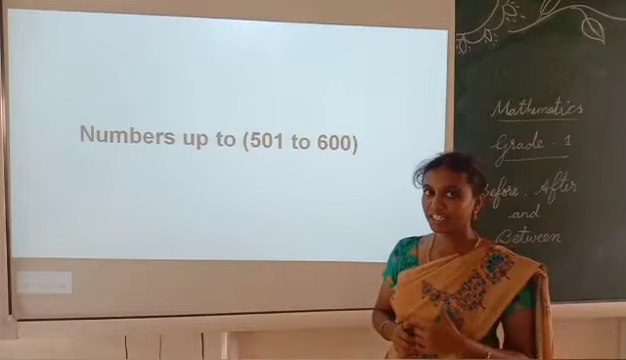 Numbers up to (501 to 600)
Mathematics
Grade - 1
Before, After
and
Between